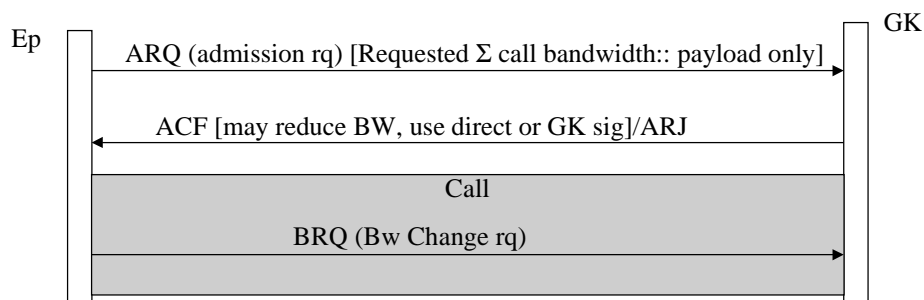 Ep
GK
ARQ (admission rq) [Requested Σ call bandwidth:: payload only]
ACF [may reduce BW, use direct or GK sig]/ARJ
Call
BRQ (Bw Change rq)